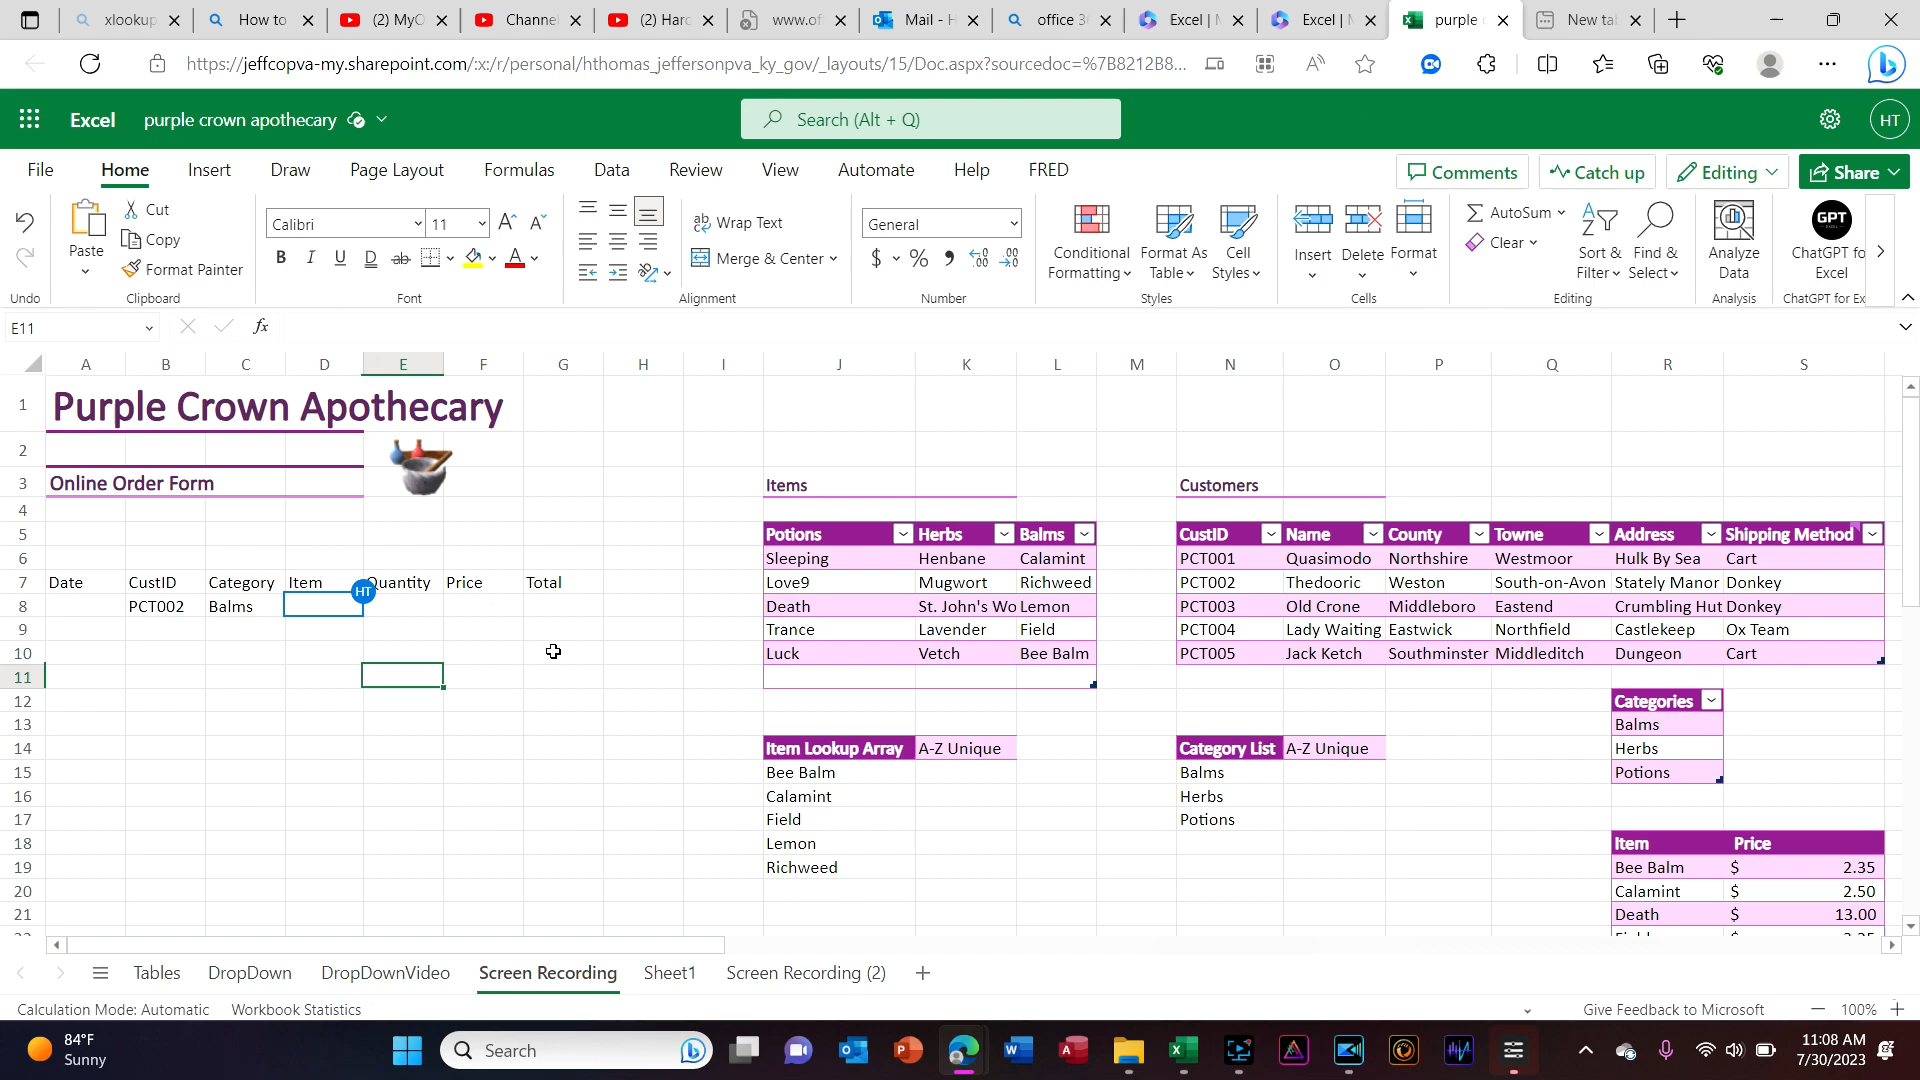 xlookup
How to
(2) MyC
Channel
(2) Harc
www.of
Mail - H
office 36
Excel | M
Excel | M
purple
New ta
https://jeffcopva-my.sharepoint.com/:x:/r/personal/hthomas_jeffersonpva_ky_gov/_layouts/15/Doc.aspx?sourcedoc=%7B8212B8...
Excel
purple crown apothecary
Search (Alt + Q)
HT
File Home Insert Draw Page Layout Formulas Data Review View Automate Help FRED
Comments Catch up Editing Share
Paste Cut Copy Format Painter
Calibri 11
Wrap Text
Merge & Center
General
Conditional Formatting
Format As Table
Cell Styles
Insert Delete Format
AutoSum
Clear
Sort & Filter
Find & Select
Analyze Data
GPT
ChatGPT fo Excel
Undo Clipboard Font Alignment Number Styles Cells Editing Analysis ChatGPT for Ex
E11 fx
A B C D E F G H I J K L M N O P Q R S
1 Purple Crown Apothecary
2
3 Online Order Form Items Customers
4
5 Potions Herbs Balms CustID Name County Towne Address Shipping Method
6 Sleeping Henbane Calamint PCT001 Quasimodo Northshire Westmoor Hulk By Sea Cart
7 Date CustID Category Item Quantity Price Total Love9 Mugwort Richweed PCT002 Thedooric Weston South-on-Avon Stately Manor Donkey
HT
8 PCT002 Balms Death St. John's Wo Lemon PCT003 Old Crone Middleboro Eastend Crumbling Hut Donkey
9 Trance Lavender Field PCT004 Lady Waiting Eastwick Northfield Castlekeep Ox Team
10 Luck Vetch Bee Balm PCT005 Jack Ketch Southminster Middleditch Dungeon Cart
11
12 Categories
13 Balms
14 Item Lookup Array A-Z Unique Category List A-Z Unique Herbs
15 Bee Balm Balms Potions
16 Calamint Herbs
17 Field Potions
18 Lemon Item Price
19 Richweed Bee Balm $ 2.35
20 Calamint $ 2.50
21 Death $ 13.00
Tables DropDown DropDownVideo Screen Recording Sheet1 Screen Recording (2)
Calculation Mode: Automatic Workbook Statistics Give Feedback to Microsoft 100%
84°F
Sunny
Search
11:08 AM
7/30/2023